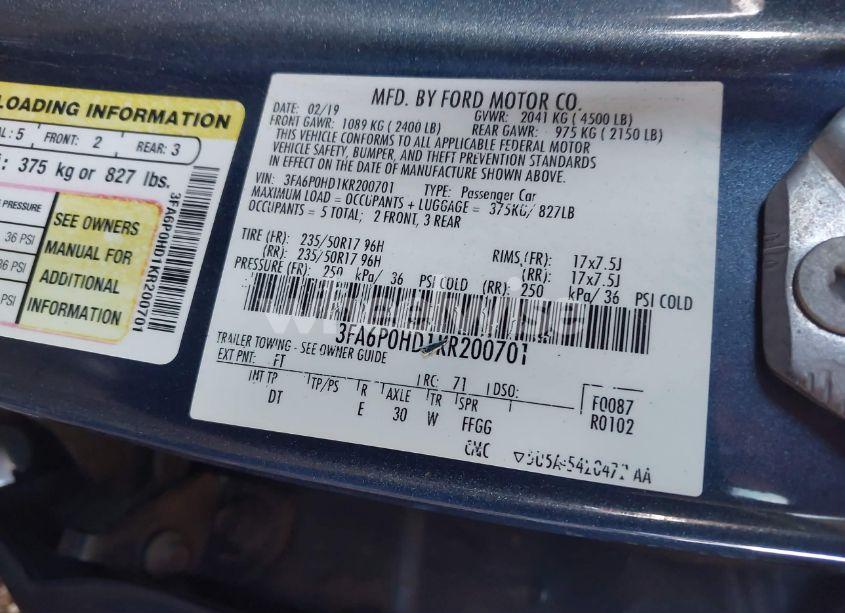 LOADING INFORMATION
AL: 5 FRONT: 2 REAR: 3
: 375 kg or 827 lbs.
PRESSURE
SEE OWNERS
36 PSI
MANUAL FOR
36 PSI
ADDITIONAL
PSI
INFORMATION
3FA6P0HD1KR200701
MFD. BY FORD MOTOR CO.
DATE: 02/19 GVWR: 2041 KG ( 4500 LB)
FRONT GAWR: 1089 KG ( 2400 LB) REAR GAWR: 975 KG ( 2150 LB)
THIS VEHICLE CONFORMS TO ALL APPLICABLE FEDERAL MOTOR
VEHICLE SAFETY, BUMPER, AND THEFT PREVENTION STANDARDS
IN EFFECT ON THE DATE OF MANUFACTURE SHOWN ABOVE.
VIN: 3FA6P0HD1KR200701 TYPE: Passenger Car
MAXIMUM LOAD = OCCUPANTS + LUGGAGE = 375KG/ 827LB
OCCUPANTS = 5 TOTAL; 2 FRONT, 3 REAR
TIRE (FR): 235/50R17 96H RIMS (FR): 17x7.5J
(RR): 235/50R17 96H (RR): 17x7.5J
PRESSURE (FR): 250 kPa/ 36 PSI COLD (RR): 250 kPa/ 36 PSI COLD
3FA6P0HD1KR200701
TRAILER TOWING - SEE OWNER GUIDE
EXT PNT: FT RC: 71 DSO:
INT TP TP/PS R AXLE TR SPR F0087
DT E 30 W FFGG R0102